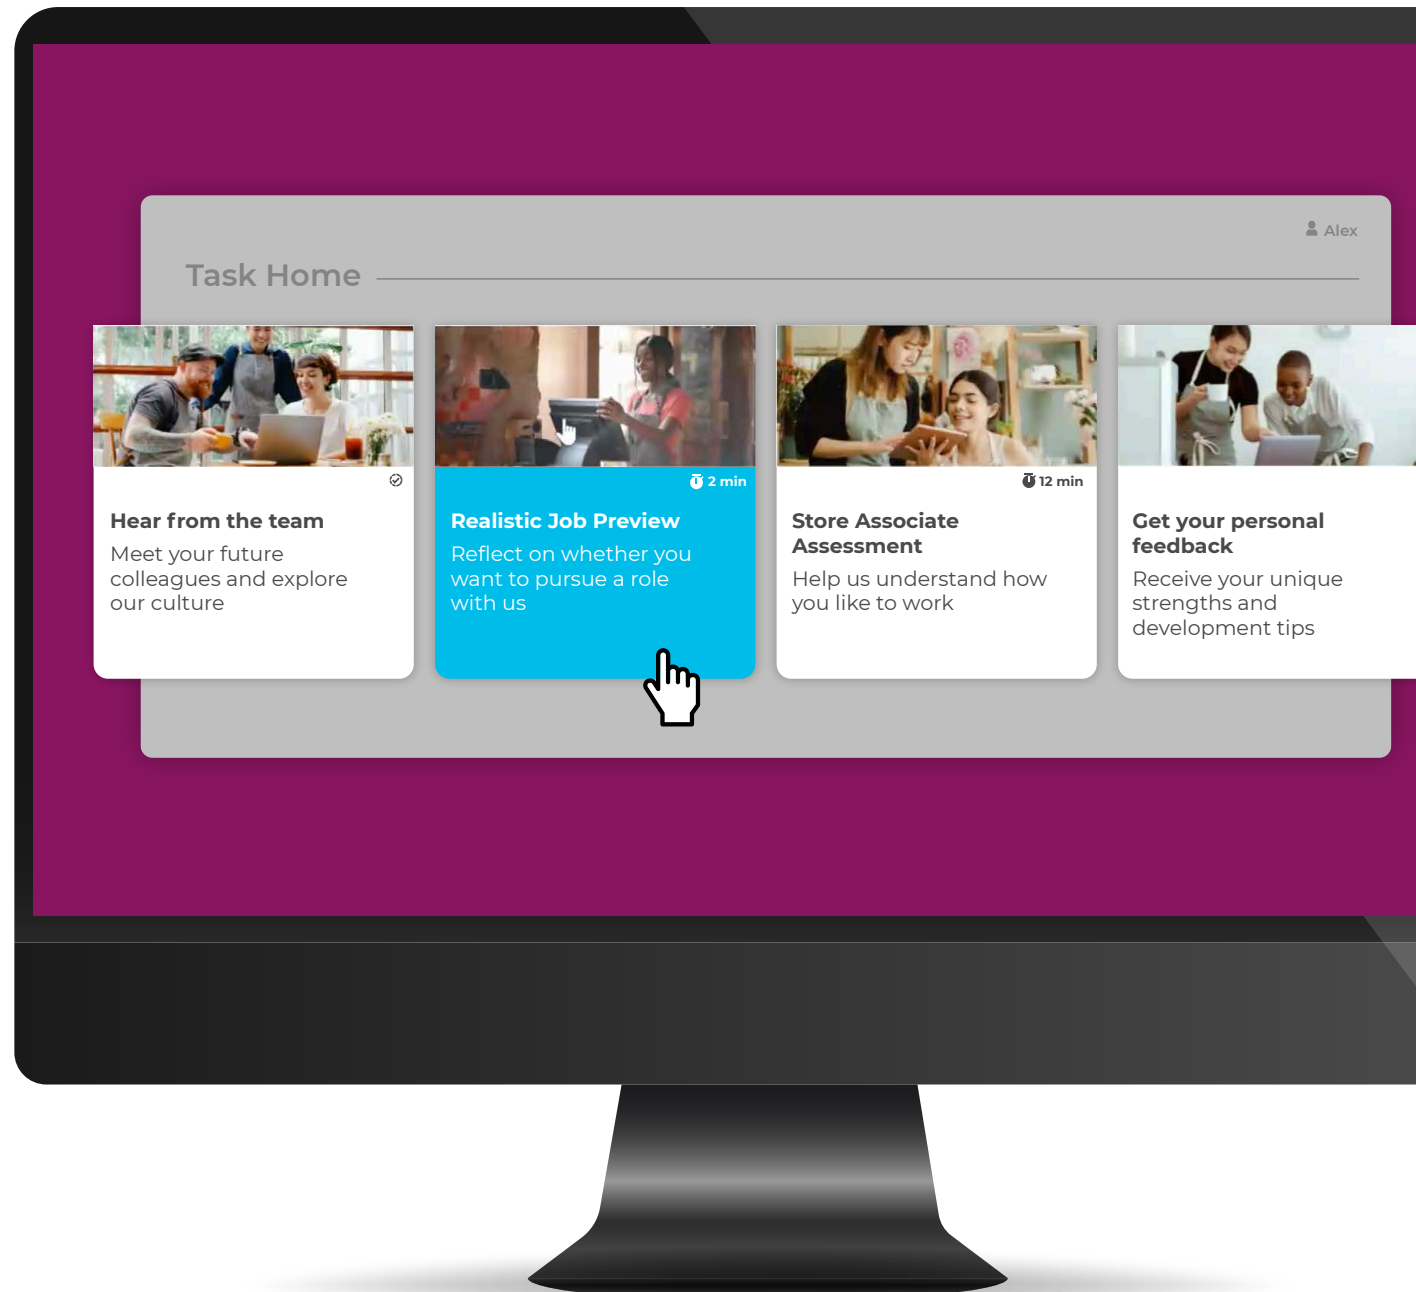 Alex
Task Home
Hear from the team
Meet your future
colleagues and explore
our culture
2 min
Realistic Job Preview
Reflect on whether you
want to pursue a role
with us
12 min
Store Associate
Assessment
Help us understand how
you like to work
Get your personal
feedback
Receive your unique
strengths and
development tips